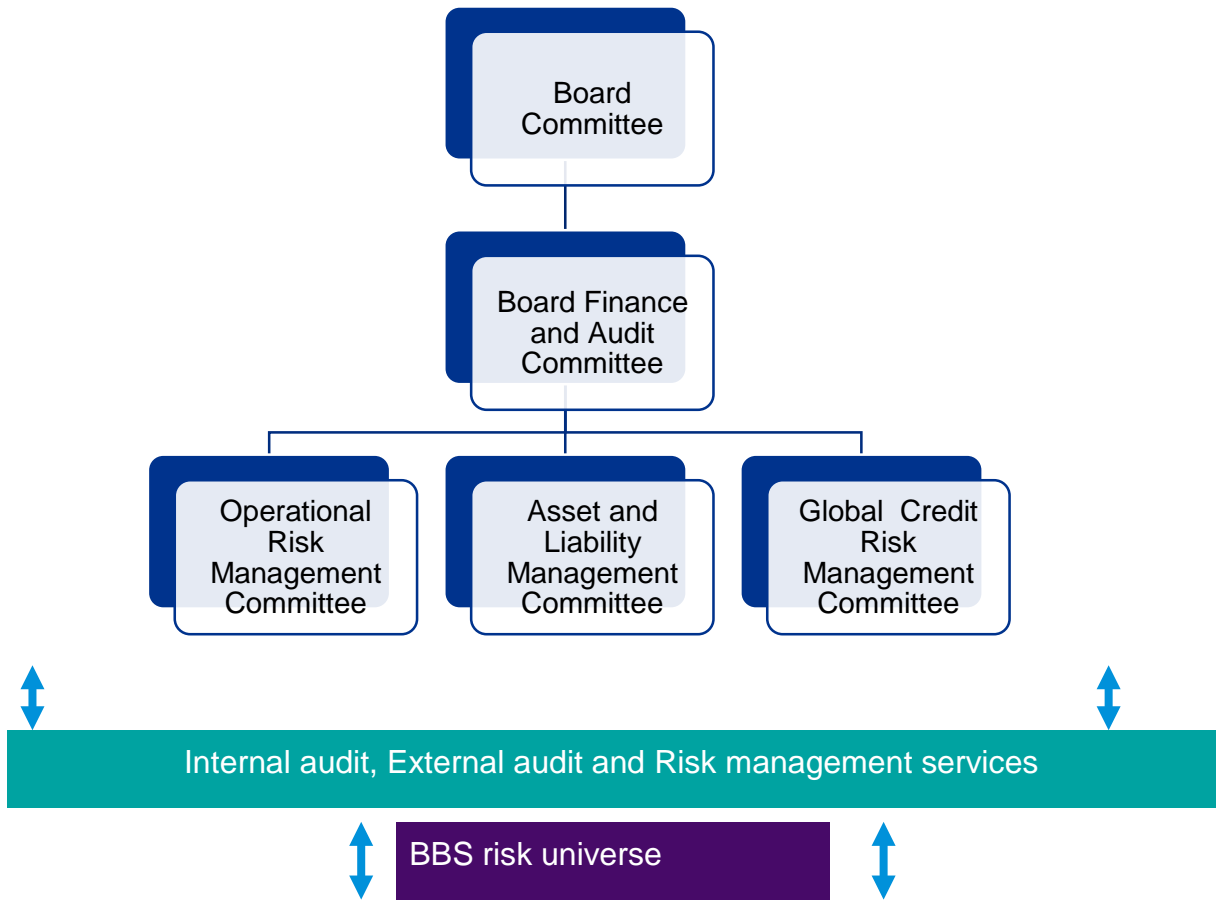 Board
Committee
Board Finance
and Audit
Committee
Operational
Risk
Management
Committee
Asset and
Liability
Management
Committee
Global  Credit
Risk
Management
Committee
Internal audit, External audit and Risk management services
BBS risk universe